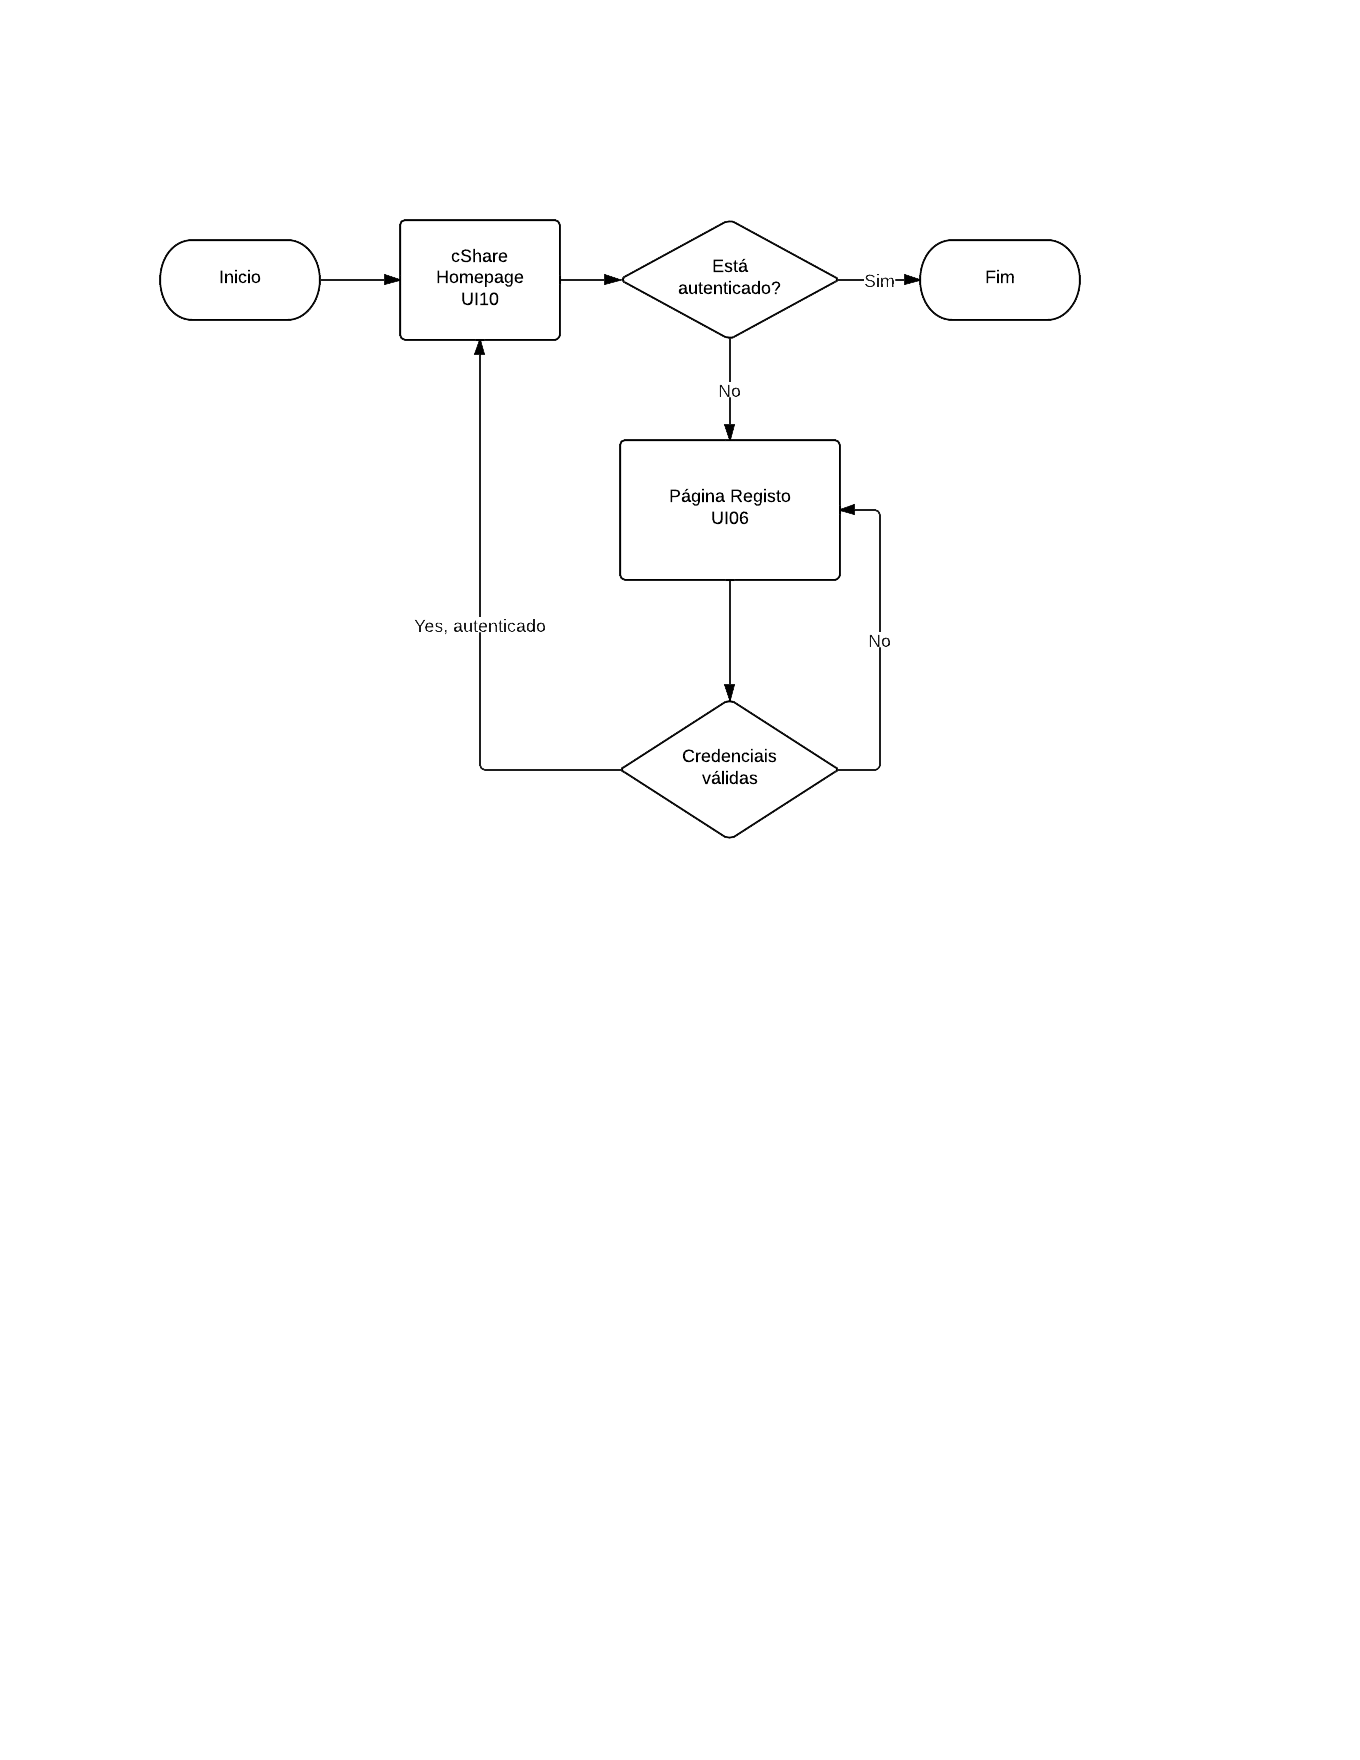 Inicio
cShare
Homepage
UI10
Está
autenticado?
Sim
Fim
No
Página Registo
UI06
Yes, autenticado
No
Credenciais
válidas